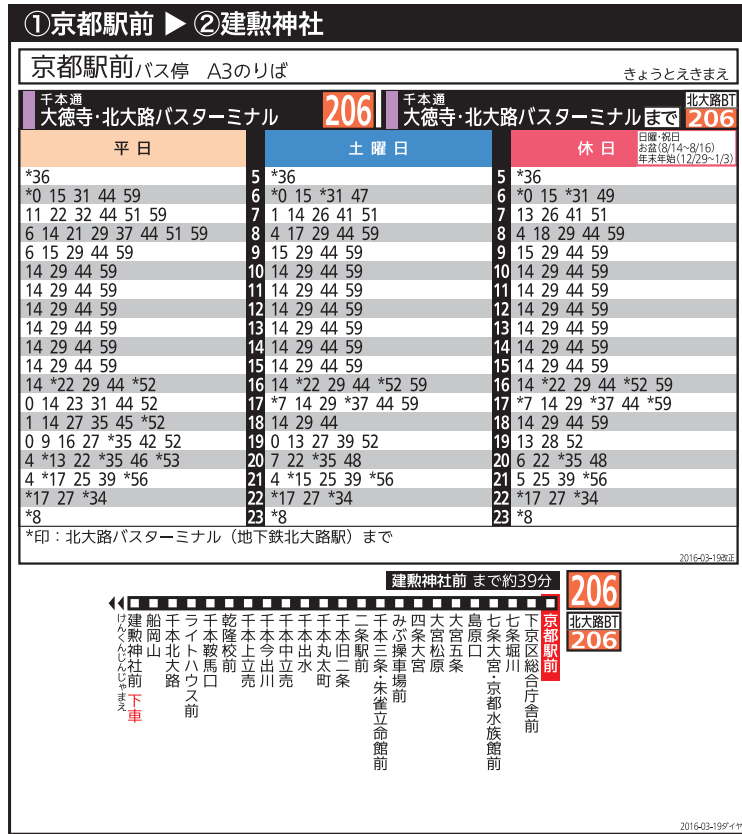 ①京都駅前 ▶ ②建勲神社
京都駅前バス停 A3のりば
きょうとえきまえ
千本通
大徳寺・北大路バスターミナル
206
千本通
大徳寺・北大路バスターミナルまで
北大路BT
206
平日
土曜日
休日
日曜・祝日
お盆(8/14~8/16)
年末年始(12/29~1/3)
*36 5 *36 5 *36
*0 15 31 44 59 6 *0 15 *31 47 6 *0 15 *31 49
11 22 32 44 51 59 7 1 14 26 41 51 7 13 26 41 51
6 14 21 29 37 44 51 59 8 4 17 29 44 59 8 4 18 29 44 59
6 15 29 44 59 9 15 29 44 59 9 15 29 44 59
14 29 44 59 10 14 29 44 59 10 14 29 44 59
14 29 44 59 11 14 29 44 59 11 14 29 44 59
14 29 44 59 12 14 29 44 59 12 14 29 44 59
14 29 44 59 13 14 29 44 59 13 14 29 44 59
14 29 44 59 14 14 29 44 59 14 14 29 44 59
14 29 44 59 15 14 29 44 59 15 14 29 44 59
14 *22 29 44 *52 16 14 *22 29 44 *52 59 16 14 *22 29 44 *52 59
0 14 23 31 44 52 17 *7 14 29 *37 44 59 17 *7 14 29 *37 44 *59
1 14 27 35 45 *52 18 14 29 44 18 14 29 44 59
0 9 16 27 *35 42 52 19 0 13 27 39 52 19 13 28 52
4 *13 22 *35 46 *53 20 7 22 *35 48 20 6 22 *35 48
4 *17 25 39 *56 21 4 *15 25 39 *56 21 5 25 39 *56
*17 27 *34 22 *17 27 *34 22 *17 27 *34
*8 23 *8 23 *8
*印：北大路バスターミナル（地下鉄北大路駅）まで
2016-03-19改正
建勲神社前 まで約39分
206
北大路BT
206
京都駅前
下京区総合庁舎前
七条堀川
七条大宮・京都水族館前
島原口
大宮五条
大宮松原
四条大宮
みぶ操車場前
千本三条・朱雀立命館前
二条駅前
千本旧二条
千本丸太町
千本出水
千本中立売
千本今出川
千本上立売
乾隆校前
千本鞍馬口
ライトハウス前
千本北大路
船岡山
建勲神社前 下車
けんくんじんじゃまえ
2016-03-19ダイヤ